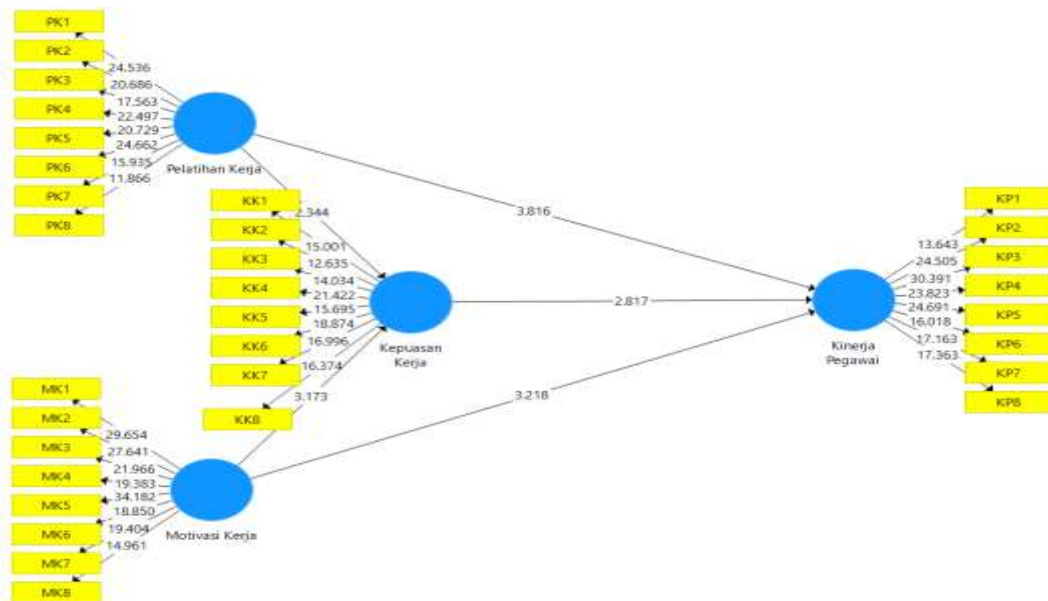 PK1
PK2
PK3
PK4
PK5
PK6
PK7
PK8
24.536
20.686
17.563
22.497
20.729
24.662
15.935
11.866
Pelatihan Kerja
2.344
3.816
KK1
KK2
KK3
KK4
KK5
KK6
KK7
KK8
15.001
12.635
14.034
21.422
15.695
18.874
16.996
16.374
3.173
Kepuasan
Kerja
2.817
3.218
MK1
MK2
MK3
MK4
MK5
MK6
MK7
MK8
29.654
27.641
21.966
19.383
34.182
18.850
19.404
14.961
Motivasi Kerja
Kinerja
Pegawai
13.643
24.505
30.391
23.823
24.691
16.018
17.163
17.363
KP1
KP2
KP3
KP4
KP5
KP6
KP7
KP8